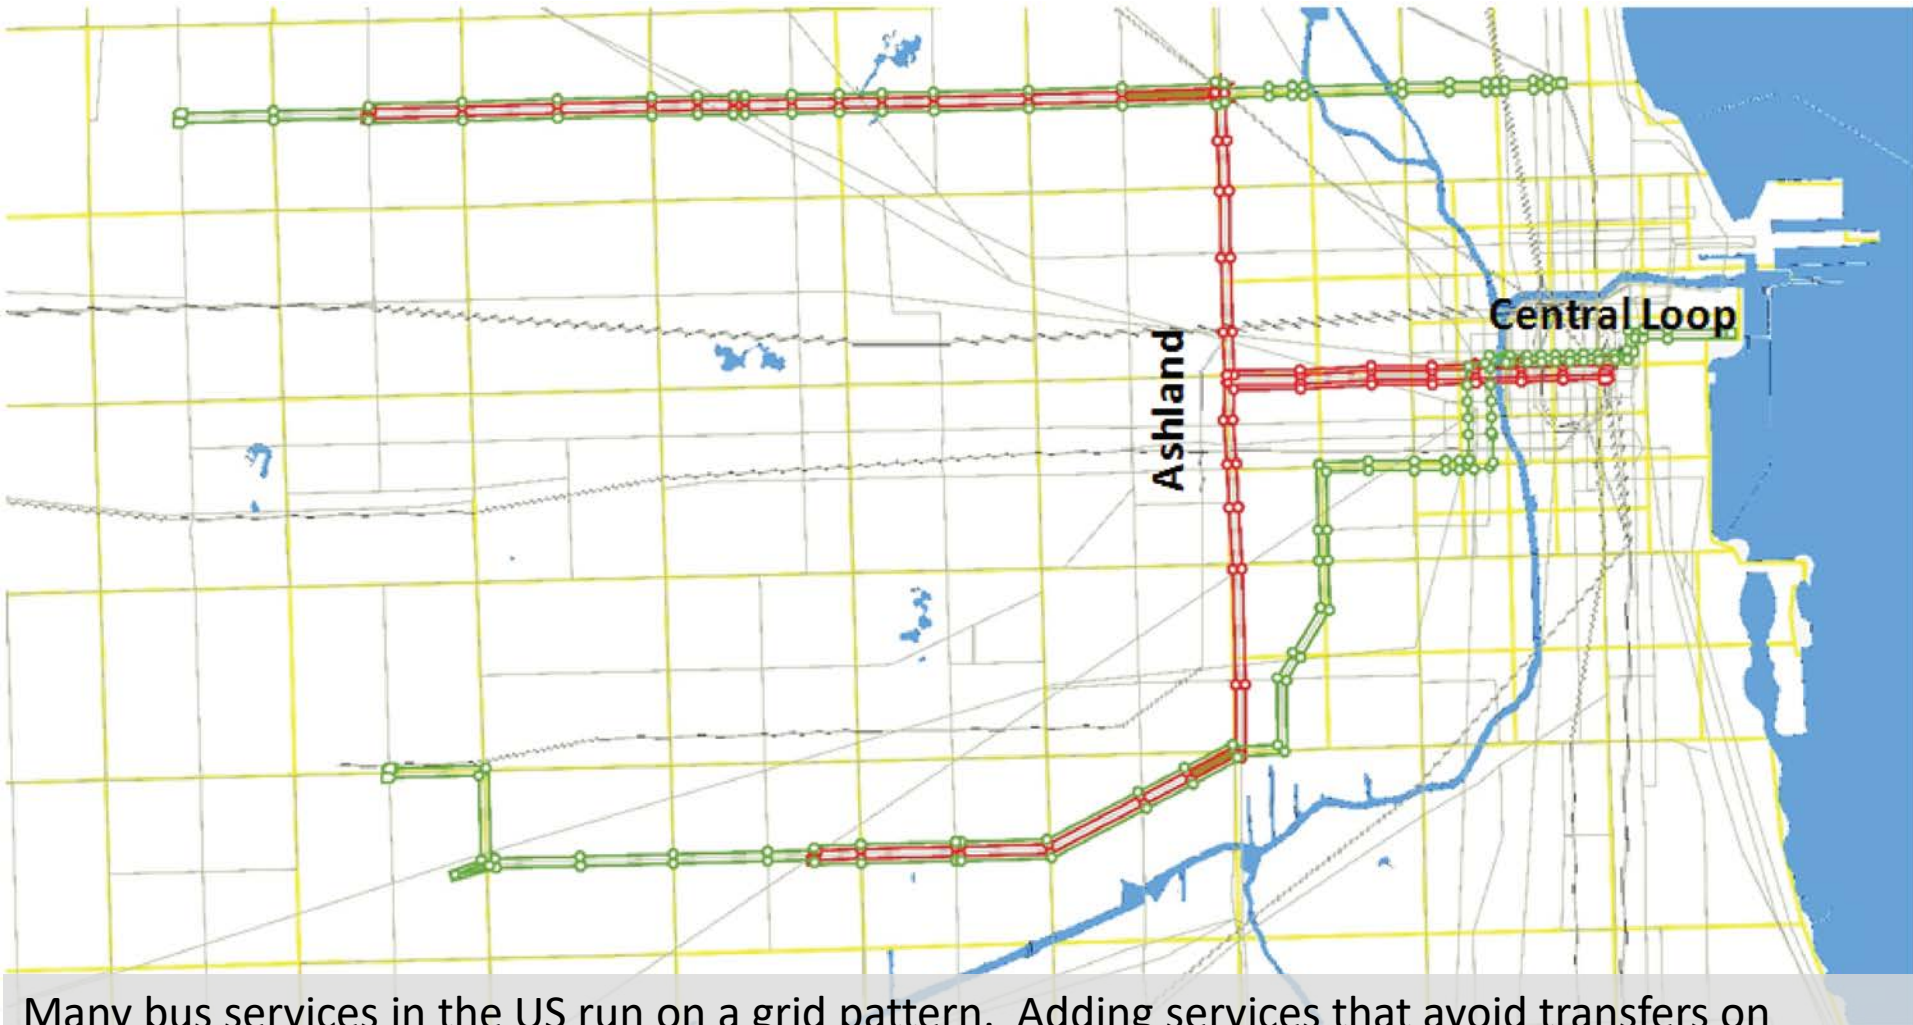 Central Loop
Ashland
Many bus services in the US run on a grid pattern. Adding services that avoid transfers on